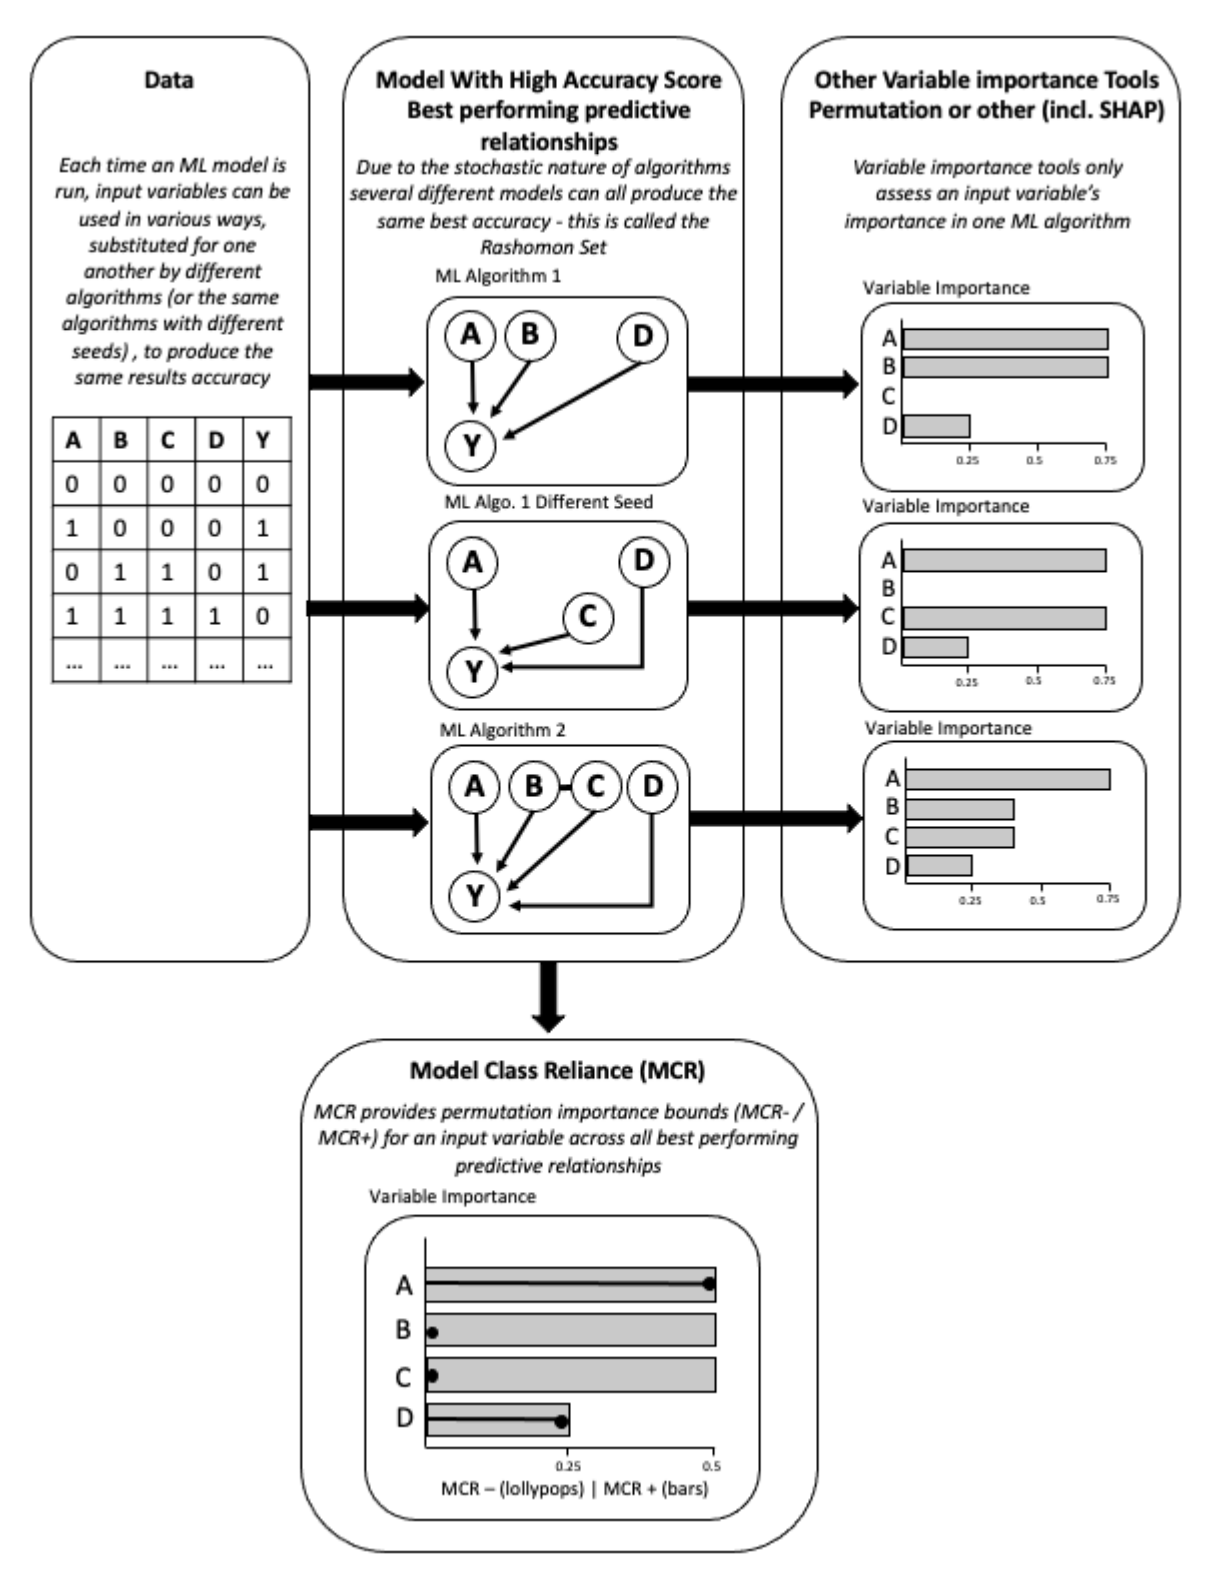 Data
Each time an ML model is
run, input variables can be
used in various ways,
substituted for one
another by different
algorithms (or the same
algorithms with different
seeds) , to produce the
same results accuracy
A B C D Y
0 0 0 0 0
1 0 0 0 1
0 1 1 0 1
1 1 1 1 0
... ... ... ... ...
Model With High Accuracy Score
Best performing predictive
relationships
Due to the stochastic nature of algorithms
several different models can all produce the
same best accuracy - this is called the
Rashomon Set
ML Algorithm 1
A B D
Y
ML Algo. 1 Different Seed
A D
C
Y
ML Algorithm 2
A B C D
Y
Other Variable importance Tools
Permutation or other (incl. SHAP)
Variable importance tools only
assess an input variable's
importance in one ML algorithm
Variable Importance
A
B
C
D
0.25 0.5 0.75
Variable Importance
A
B
C
D
0.25 0.5 0.75
Variable Importance
A
B
C
D
0.25 0.5 0.75
Model Class Reliance (MCR)
MCR provides permutation importance bounds (MCR- /
MCR+) for an input variable across all best performing
predictive relationships
Variable Importance
A
B
C
D
0.25 0.5
MCR – (lollypops) | MCR + (bars)